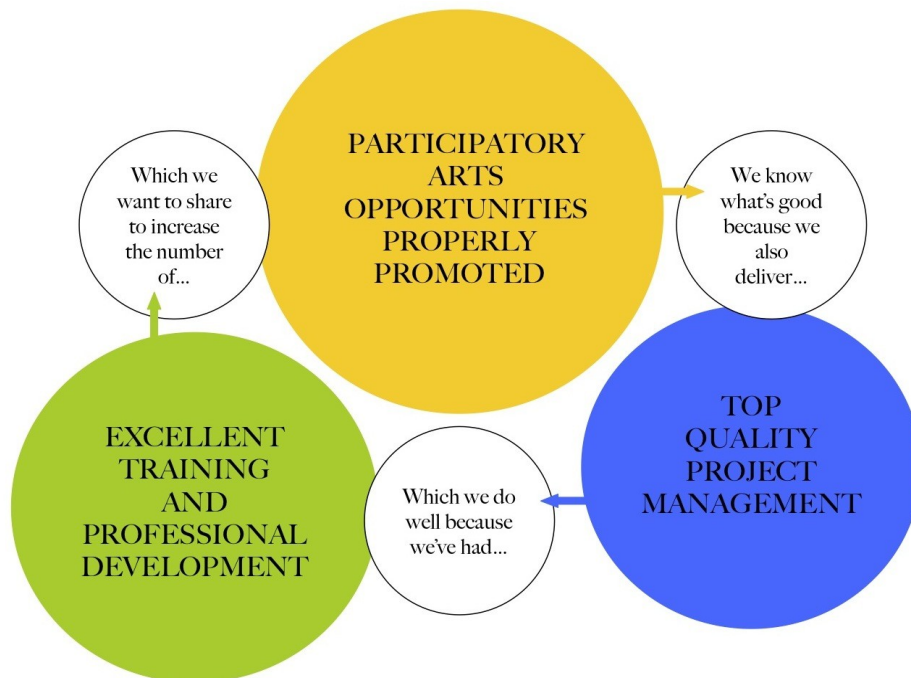 PARTICIPATORY
ARTS
OPPORTUNITIES
PROPERLY
PROMOTED
We know
what's good
because we
also
deliver...
TOP
QUALITY
PROJECT
MANAGEMENT
Which we do
well because
we've had...
EXCELLENT
TRAINING
AND
PROFESSIONAL
DEVELOPMENT
Which we
want to share
to increase
the number
of...